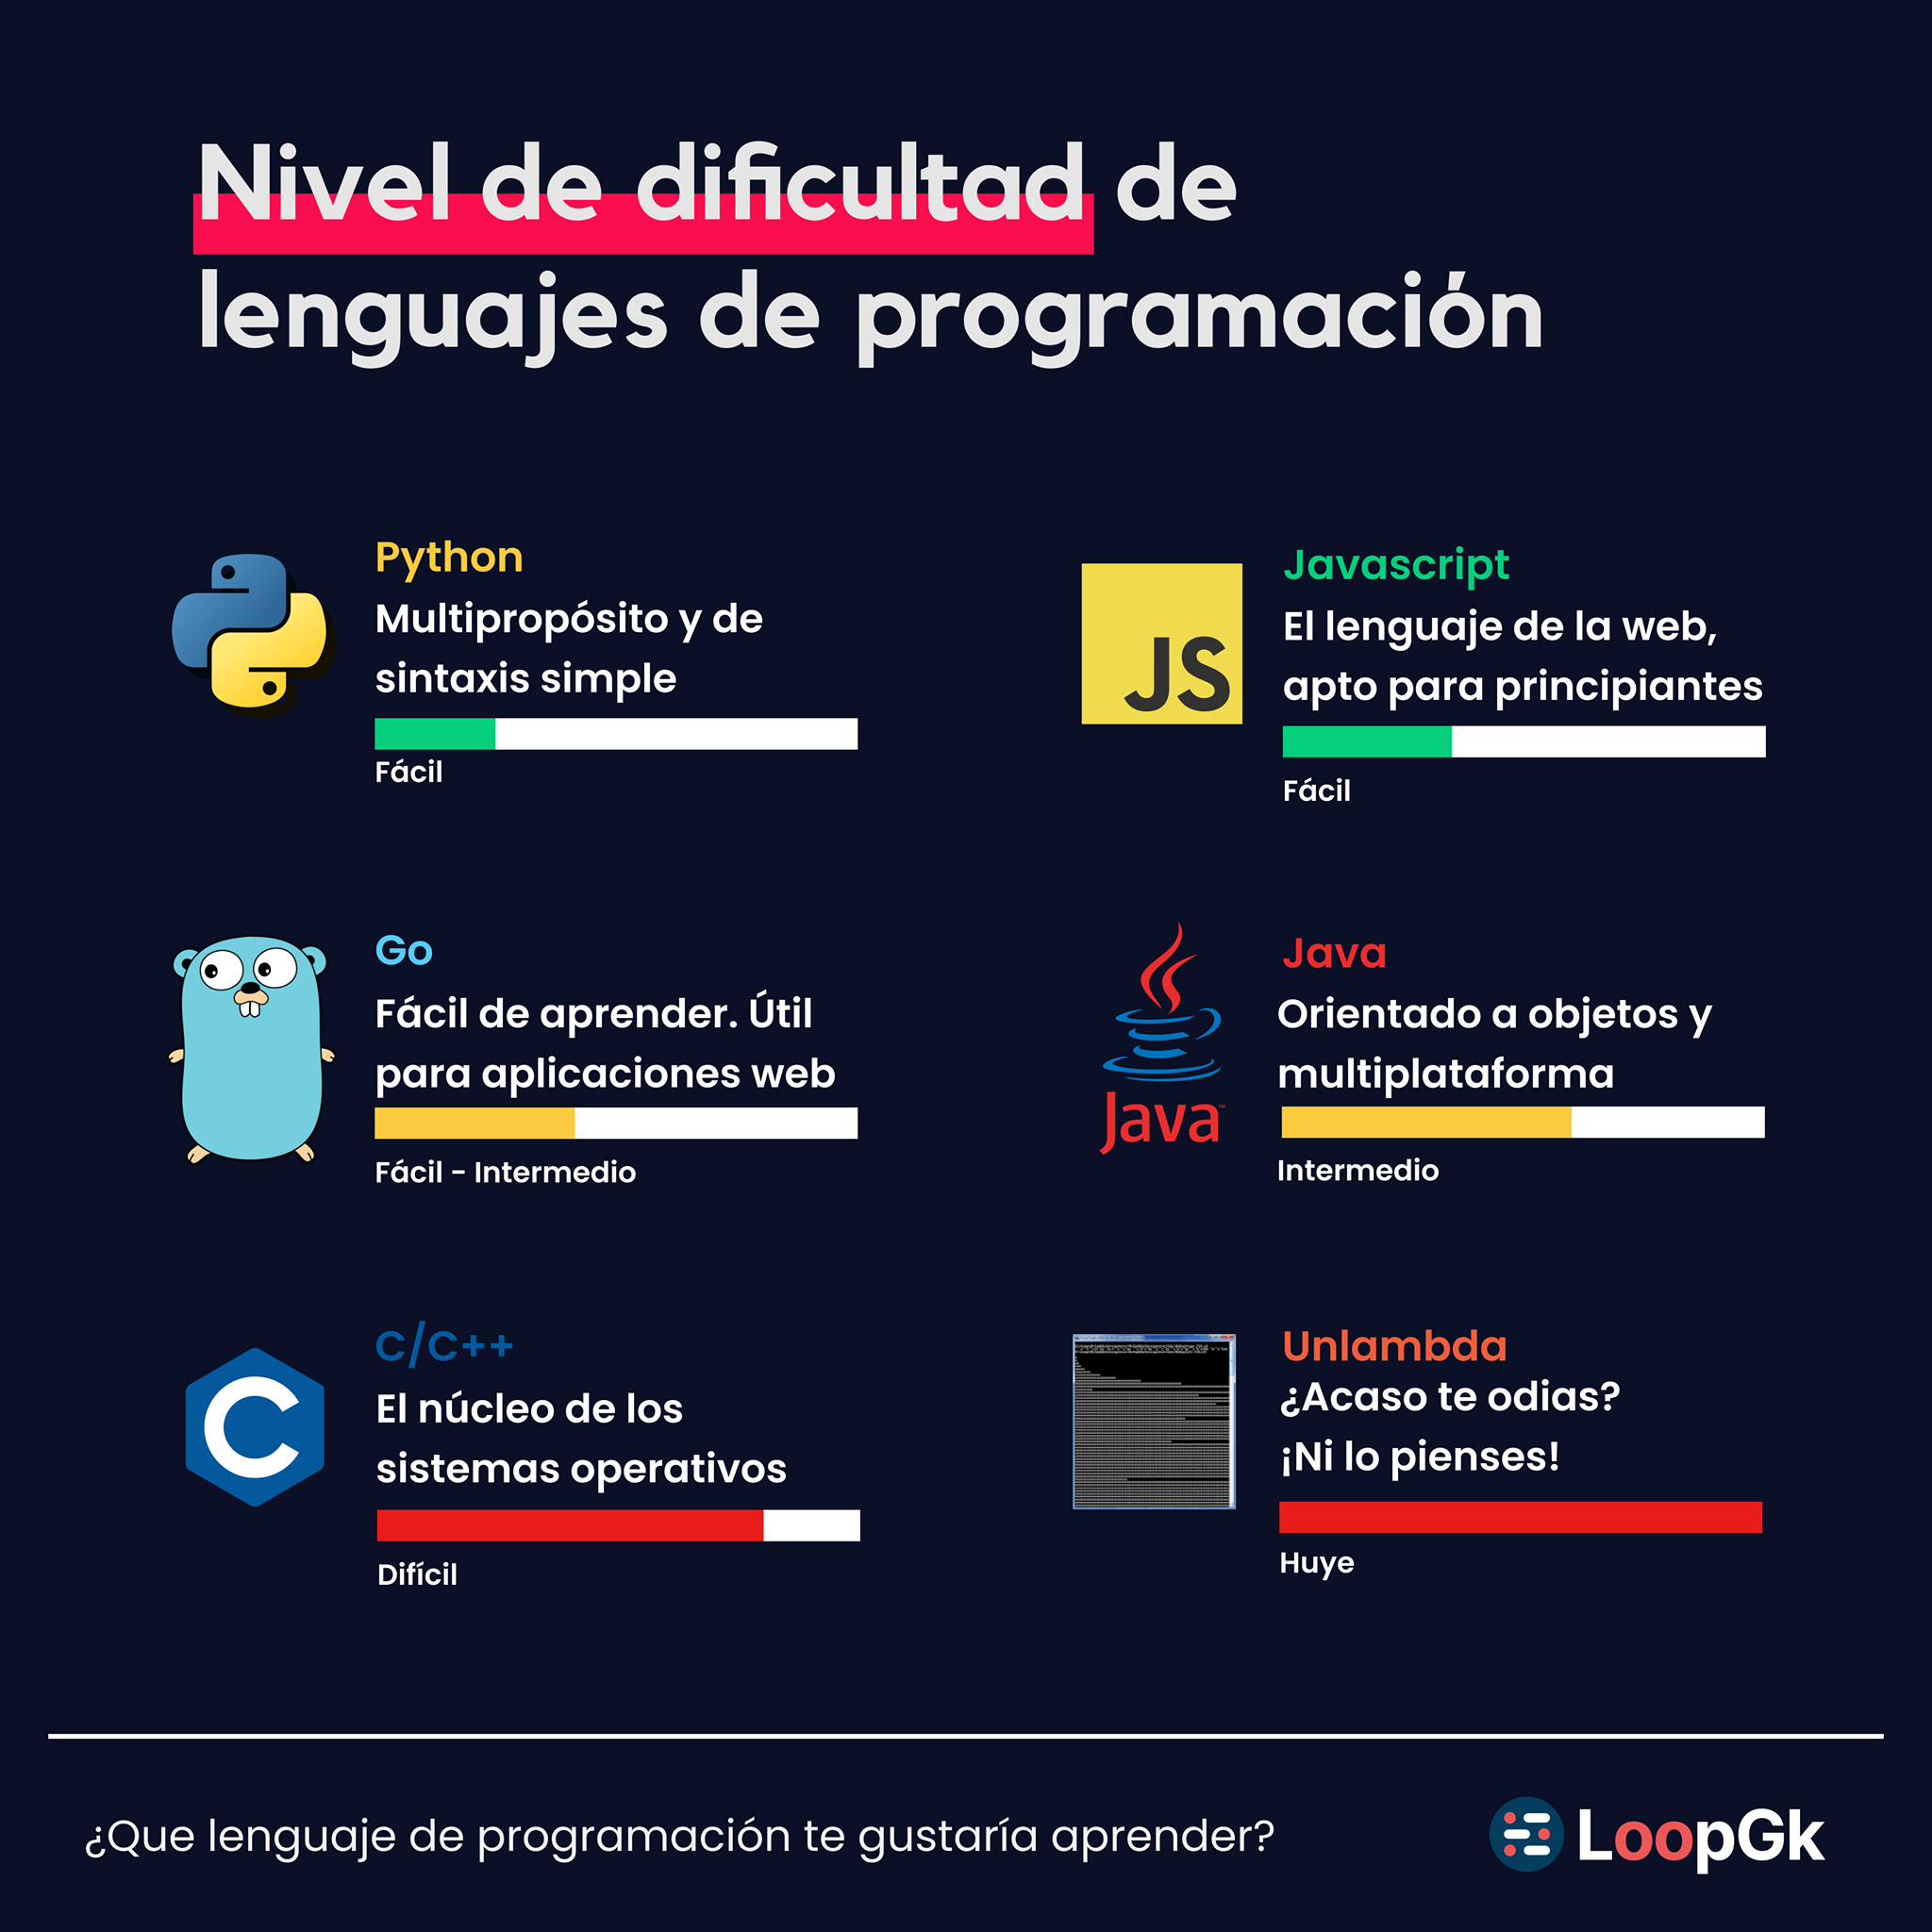 Nivel de dificultad de
lenguajes de programación
Python
Multipropósito y de
sintaxis simple
Fácil
JS
Javascript
El lenguaje de la web,
apto para principiantes
Fácil
Go
Fácil de aprender. Útil
para aplicaciones web
Fácil - Intermedio
Java™
Java
Orientado a objetos y
multiplataforma
Intermedio
C
C/C++
El núcleo de los
sistemas operativos
Difícil
Unlambda
¿Acaso te odias?
¡Ni lo pienses!
Huye
¿Que lenguaje de programación te gustaría aprender?
LoopGk